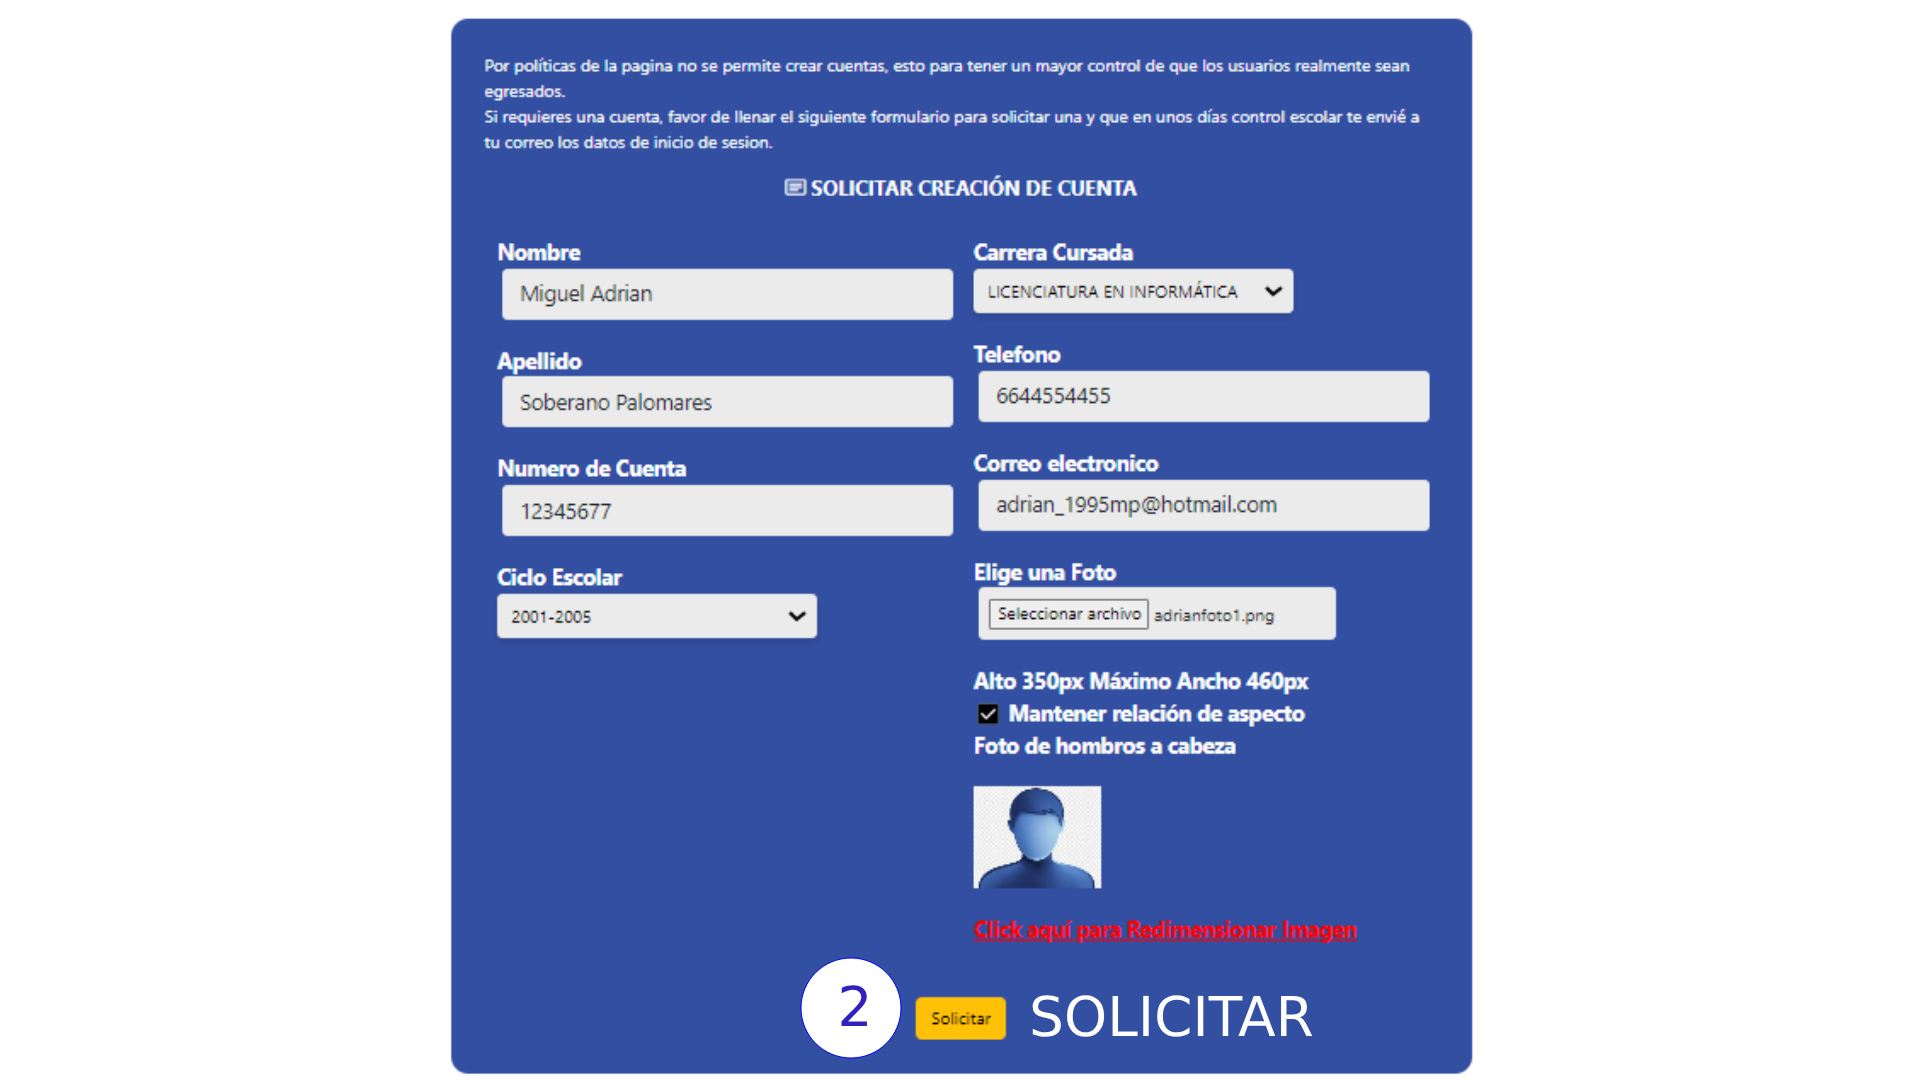 Por políticas de la pagina no se permite crear cuentas, esto para tener un mayor control de que los usuarios realmente sean
egresados.
Si requieres una cuenta, favor de llenar el siguiente formulario para solicitar una y que en unos días control escolar te envié a
tu correo los datos de inicio de sesion.
SOLICITAR CREACIÓN DE CUENTA
Nombre
Miguel Adrian
Apellido
Soberano Palomares
Numero de Cuenta
12345677
Ciclo Escolar
2001-2005
Carrera Cursada
LICENCIATURA EN INFORMÁTICA
Telefono
6644554455
Correo electronico
adrian_1995mp@hotmail.com
Elige una Foto
Seleccionar archivo adrianfoto1.png
Alto 350px Máximo Ancho 460px
Mantener relación de aspecto
Foto de hombros a cabeza
Click aquí para Redimensionar Imagen
2 Solicitar SOLICITAR